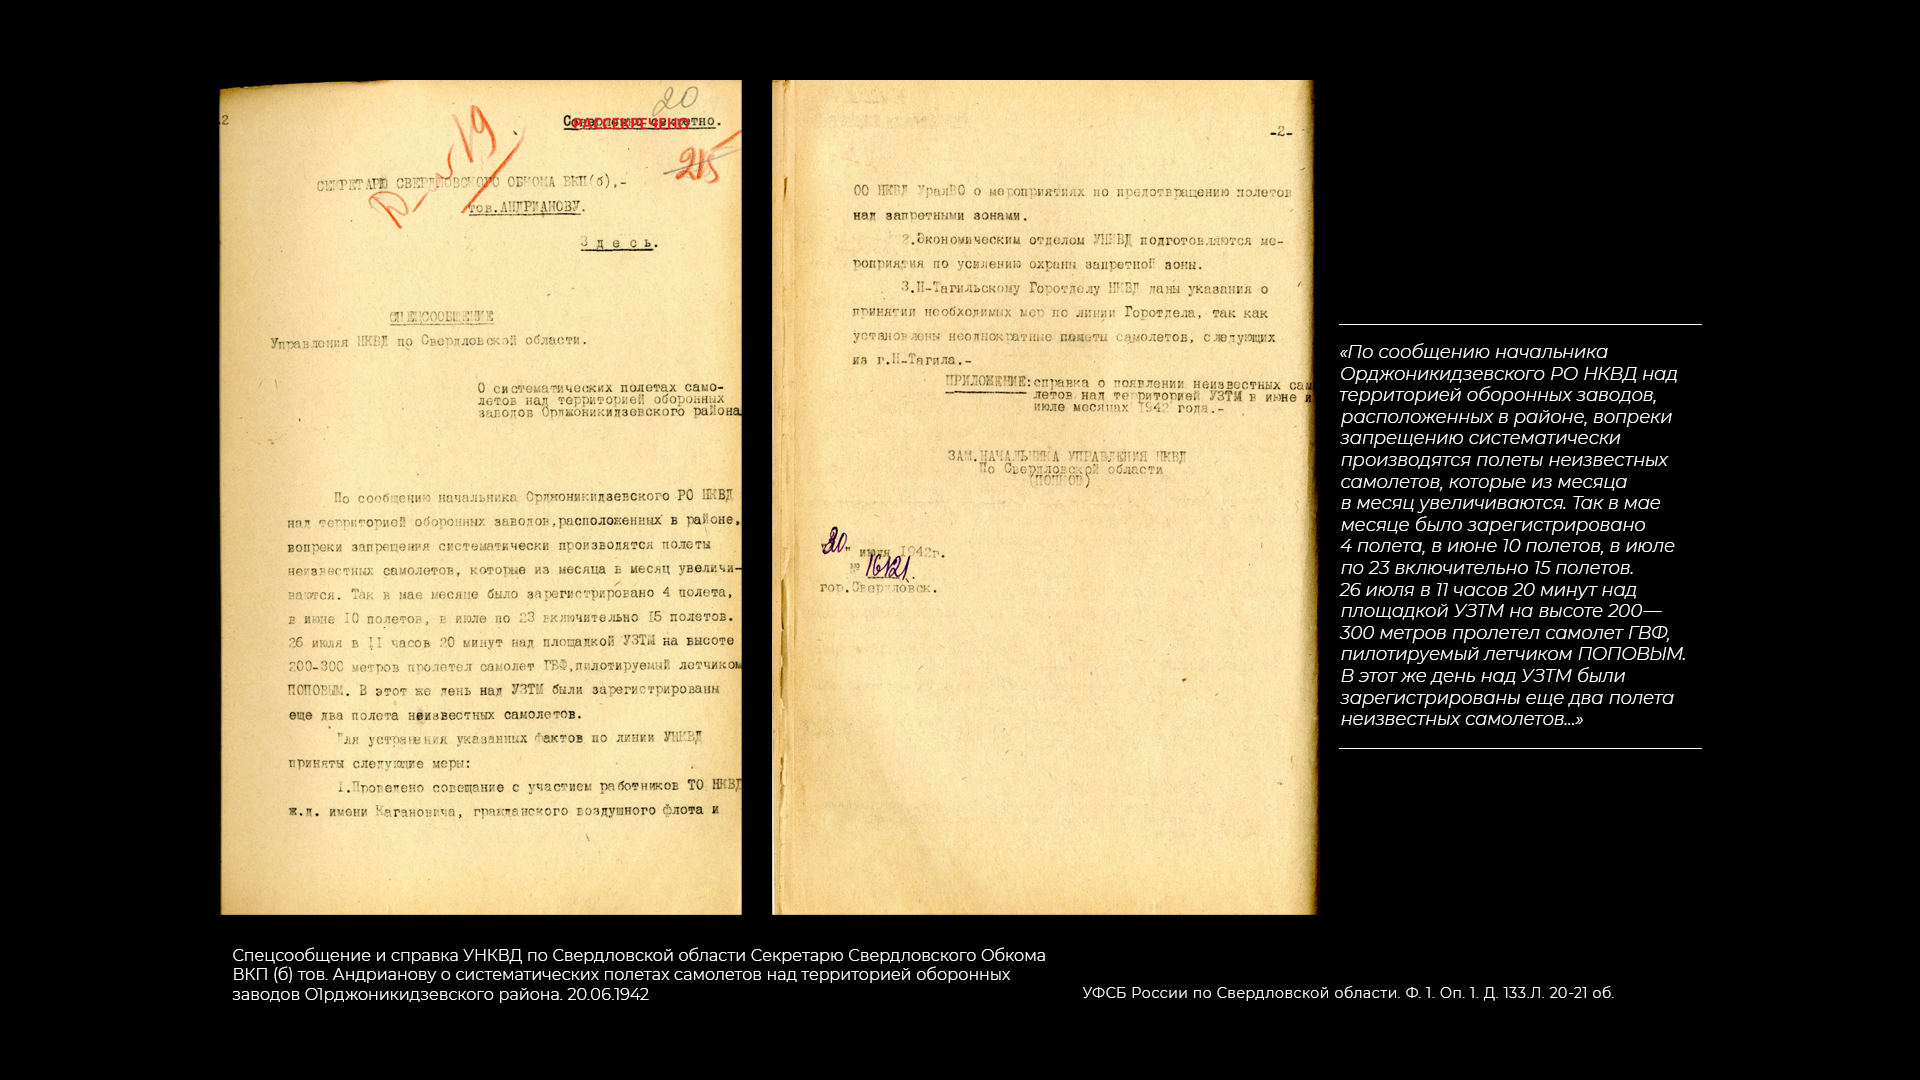 2
20
Совершенно секретно.
РАССЕКРЕЧЕНО
19
215
СЕКРЕТАРЮ СВЕРДЛОВСКОГО ОБКОМА ВКП(б),-
тов.АНДРИАНОВУ.
З д е с ь.
СПЕЦСООБЩЕНИЕ
Управления НКВД по Свердловской области.
О систематических полетах само-
летов над территорией оборонных
заводов Орджоникидзевского района
По сообщению начальника Орджоникидзевского РО НКВД
над территорией оборонных заводов,расположенных в районе,
вопреки запрещения систематически производятся полеты
неизвестных самолетов, которые из месяца в месяц увеличи-
ваются. Так в мае месяце было зарегистрировано 4 полета,
в июне 10 полетов, в июле по 23 включительно 15 полетов.
26 июля в II часов 20 минут над площадкой УЗТМ на высоте
200-300 метров пролетел самолет ГВФ,пилотируемый летчиком
ПОПОВЫМ. В этот же день над УЗТМ были зарегистрированы
еще два полета неизвестных самолетов.
Для устранения указанных фактов по линии УНКВД
приняты следующие меры:
I.Проведено совещание с участием работников ТО НКВД
ж.д. имени Кагановича, гражданского воздушного флота и
-2-
ОО НКВД УралВО о мероприятиях по предотвращению полетов
над запретными зонами.
2.Экономическим отделом УНКВД подготовляются ме-
роприятия по усилению охраны запретной зоны.
3.Н-Тагильскому Горотделу НКВД даны указания о
принятии необходимых мер по линии Горотдела, так как
установлены неоднократные полеты самолетов, следующих
из г.Н-Тагила.-
ПРИЛОЖЕНИЕ:справка о появлении неизвестных сам
летов над территорией УЗТМ в июне и
июле месяцах 1942 года.-
ЗАМ.НАЧАЛЬНИКА УПРАВЛЕНИЯ НКВД
По Свердловской области
(ПОПКОВ)
"30" июля 1942г.
№ 16121.
гор.Свердловск.
«По сообщению начальника
Орджоникидзевского РО НКВД над
территорией оборонных заводов,
расположенных в районе, вопреки
запрещению систематически
производятся полеты неизвестных
самолетов, которые из месяца
в месяц увеличиваются. Так в мае
месяце было зарегистрировано
4 полета, в июне 10 полетов, в июле
по 23 включительно 15 полетов.
26 июля в 11 часов 20 минут над
площадкой УЗТМ на высоте 200—
300 метров пролетел самолет ГВФ,
пилотируемый летчиком ПОПОВЫМ.
В этот же день над УЗТМ были
зарегистрированы еще два полета
неизвестных самолетов...»
Спецсообщение и справка УНКВД по Свердловской области Секретарю Свердловского Обкома
ВКП (б) тов. Андрианову о систематических полетах самолетов над территорией оборонных
заводов О1рджоникидзевского района. 20.06.1942
УФСБ России по Свердловской области. Ф. 1. Оп. 1. Д. 133.Л. 20-21 об.